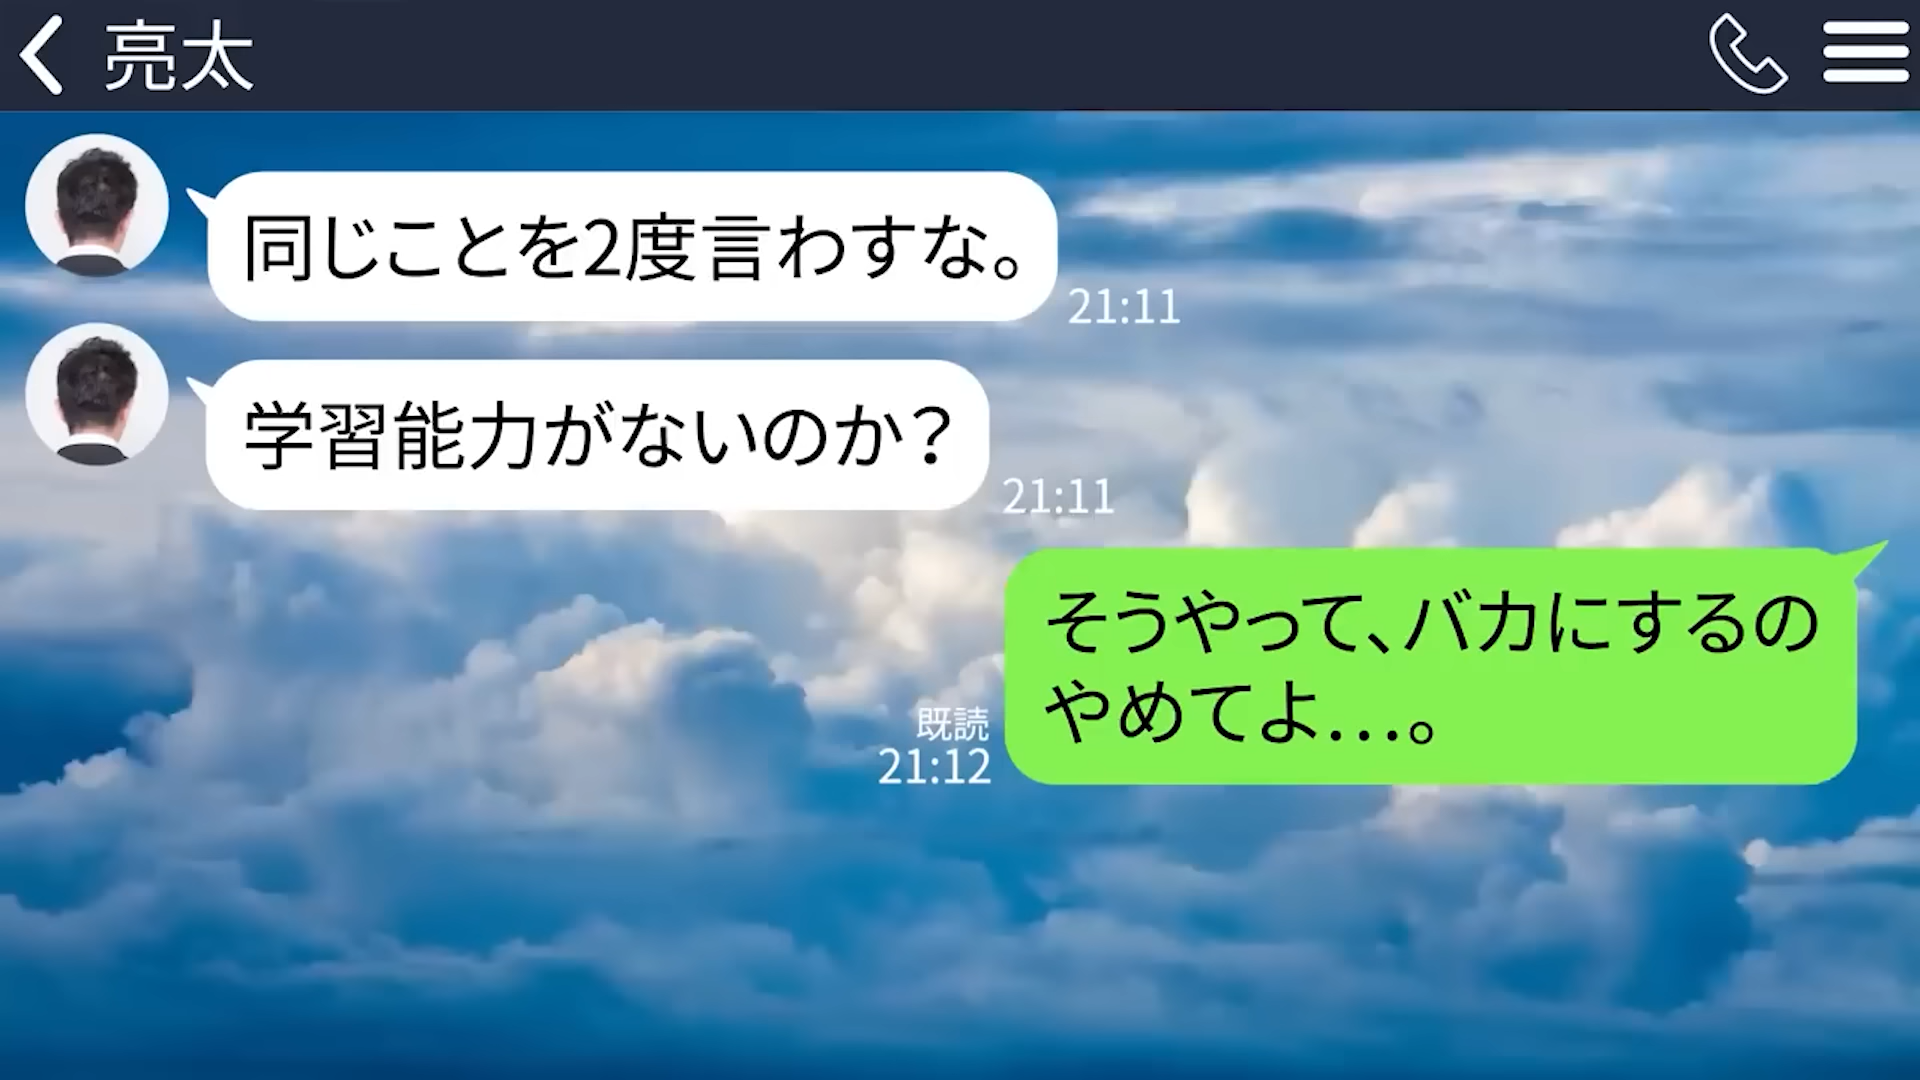 亮太
同じことを2度言わすな。
21:11
学習能力がないのか?
21:11
そうやって、バカにするの
やめてよ…。
既読
21:12